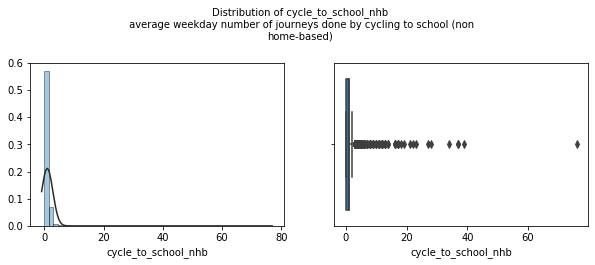 Distribution of cycle_to_school_nhb
average weekday number of journeys done by cycling to school (non
home-based)
0.6
0.5
0.4
0.3
0.2
0.1
0.0
0 20 40 60 80
cycle_to_school_nhb
0 20 40 60
cycle_to_school_nhb